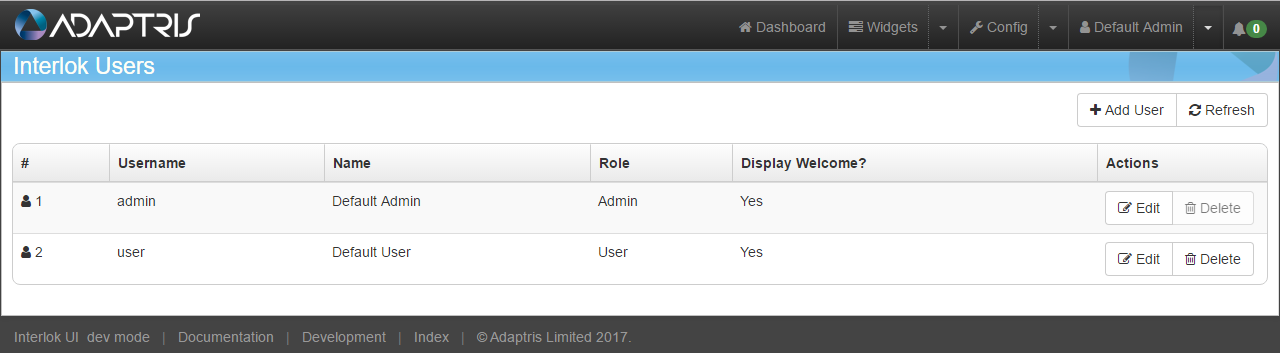 ADAPTRIS Dashboard Widgets Config Default Admin 0
Interlok Users
Add User Refresh
# Username Name Role Display Welcome? Actions
1 admin Default Admin Admin Yes Edit Delete
2 user Default User User Yes Edit Delete
Interlok UI dev mode | Documentation | Development | Index | © Adaptris Limited 2017.